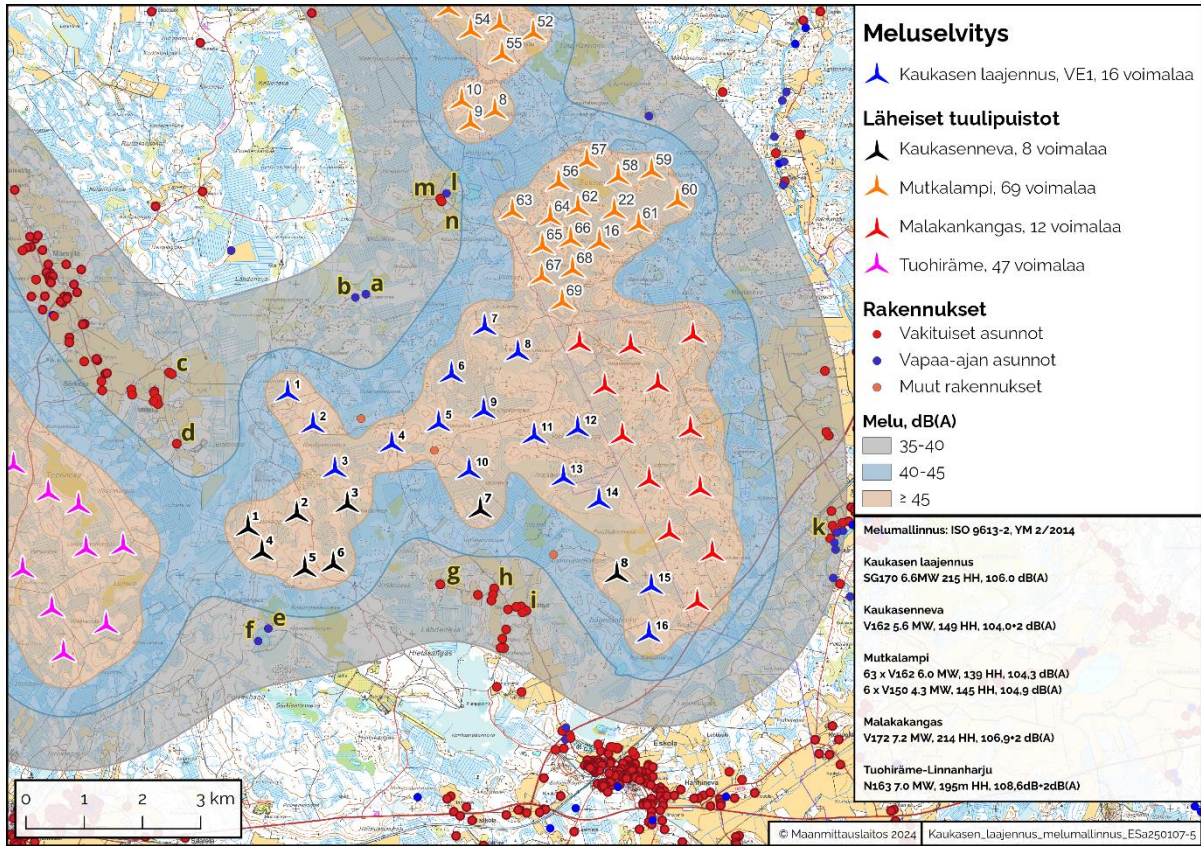 Meluselvitys
Kaukasen laajennus, VE1, 16 voimalaa
Läheiset tuulipuistot
Kaukasenneva, 8 voimalaa
Mutkalampi, 69 voimalaa
Malakankangas, 12 voimalaa
Tuohiräme, 47 voimalaa
Rakennukset
Vakituiset asunnot
Vapaa-ajan asunnot
Muut rakennukset
Melu, dB(A)
35-40
40-45
≥ 45
Melumallinnus: ISO 9613-2, YM 2/2014
Kaukasen laajennus
SG170 6.6MW 215 HH, 106.0 dB(A)
Kaukasenneva
V162 5.6 MW, 149 HH, 104,0+2 dB(A)
Mutkalampi
63 x V162 6.0 MW, 139 HH, 104,3 dB(A)
6 x V150 4.3 MW, 145 HH, 104,9 dB(A)
Malakakangas
V172 7.2 MW, 214 HH, 106,9+2 dB(A)
Tuohiräme-Linnanharju
N163 7.0 MW, 195m HH, 108,6dB+2dB(A)
54
52
55
10
8
9
57
56
58
59
60
63
64
62
22
61
65
66
16
67
68
69
m
l
n
b
a
c
d
7
8
6
1
2
9
5
4
11
12
3
10
13
14
3
2
1
7
4
5
6
8
15
16
k
g
h
i
e
f
Eskola
0 1 2 3 km
© Maanmittauslaitos 2024
Kaukasen_laajennus_melumallinnus_ESa250107-5